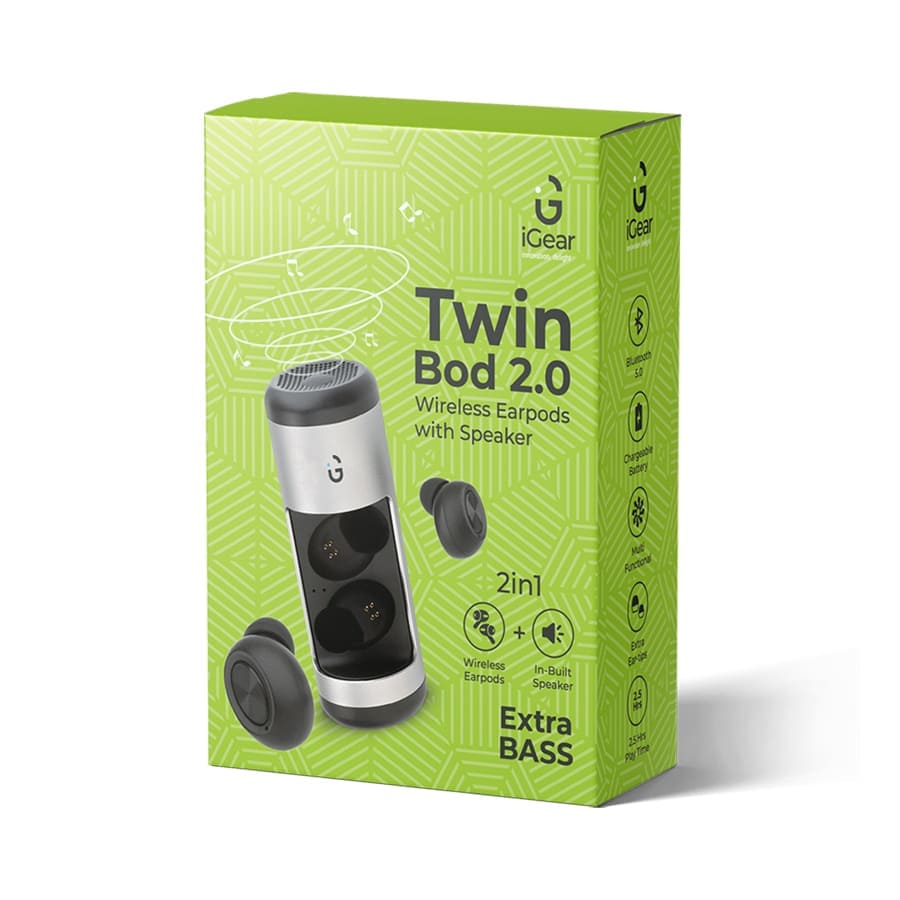 iGear
innovation. delight
Twin
Bod 2.0
Wireless Earpods
with Speaker
2in1
+
Wireless
Earpods
In-Built
Speaker
Extra
BASS
iGear
innovation. delight
Bluetooth
5.0
Chargeable
Battery
Multi
Functional
Extra
Ear-tips
2.5
Hrs
2.5 Hrs
Play Time